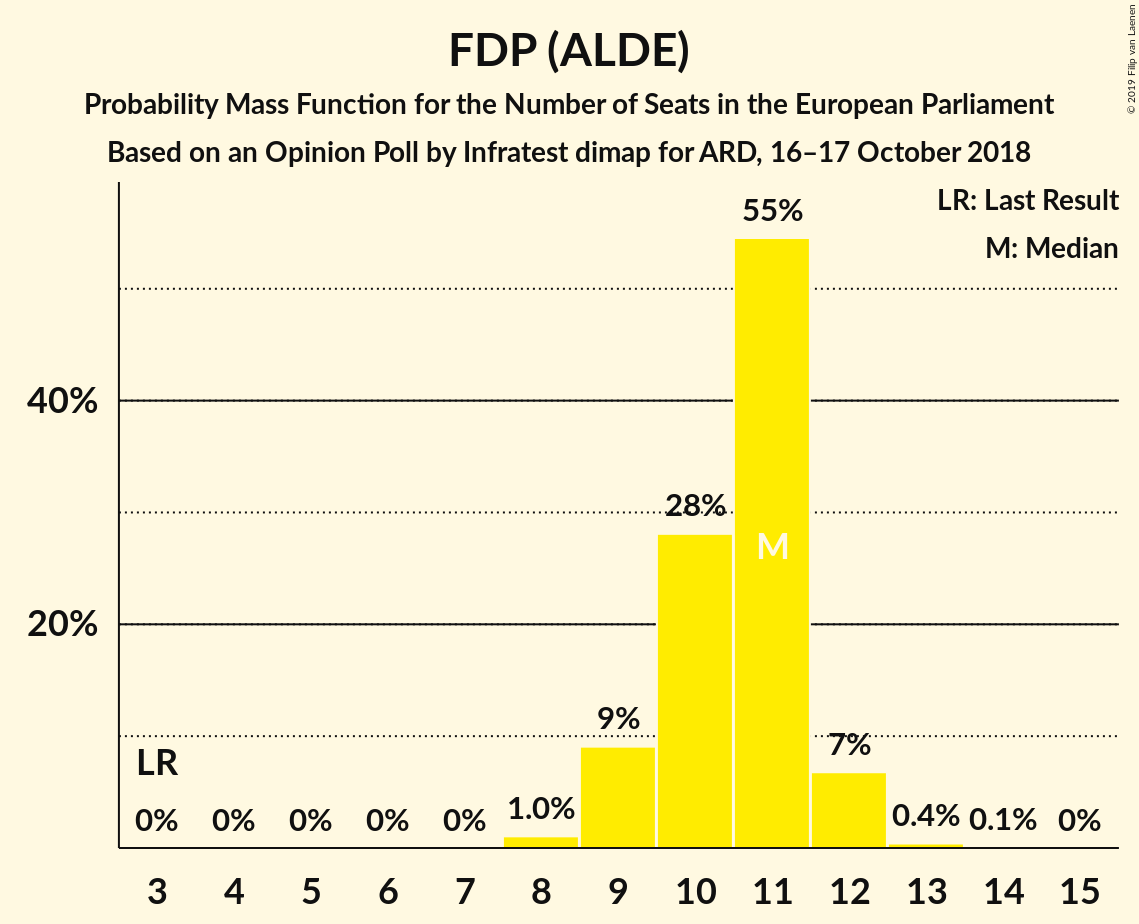 FDP (ALDE)
Probability Mass Function for the Number of Seats in the European Parliament
Based on an Opinion Poll by Infratest dimap for ARD, 16–17 October 2018
© 2019 Filip van Laenen
LR: Last Result
M: Median
55%
40%
28%
M
20%
9%
7%
LR
0% 0% 0% 0% 0% 1.0% 0.4% 0.1% 0%
3 4 5 6 7 8 9 10 11 12 13 14 15